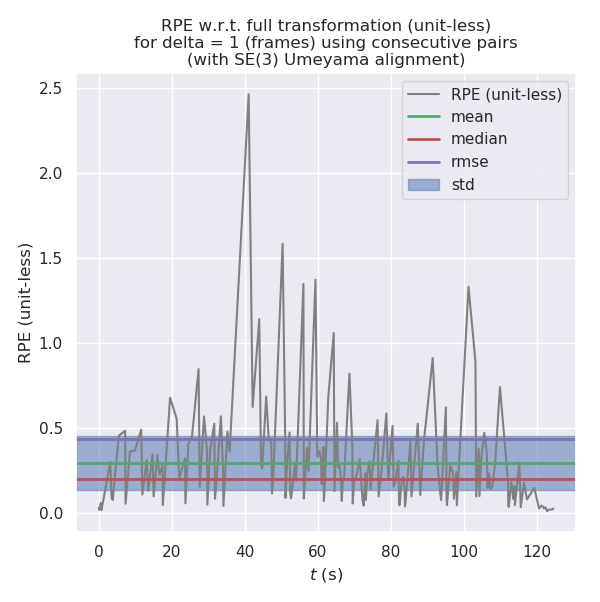 RPE w.r.t. full transformation (unit-less)
for delta = 1 (frames) using consecutive pairs
(with SE(3) Umeyama alignment)
RPE (unit-less)
mean
median
rmse
std
2.5
2.0
1.5
1.0
0.5
0.0
RPE (unit-less)
0 20 40 60 80 100 120
t (s)